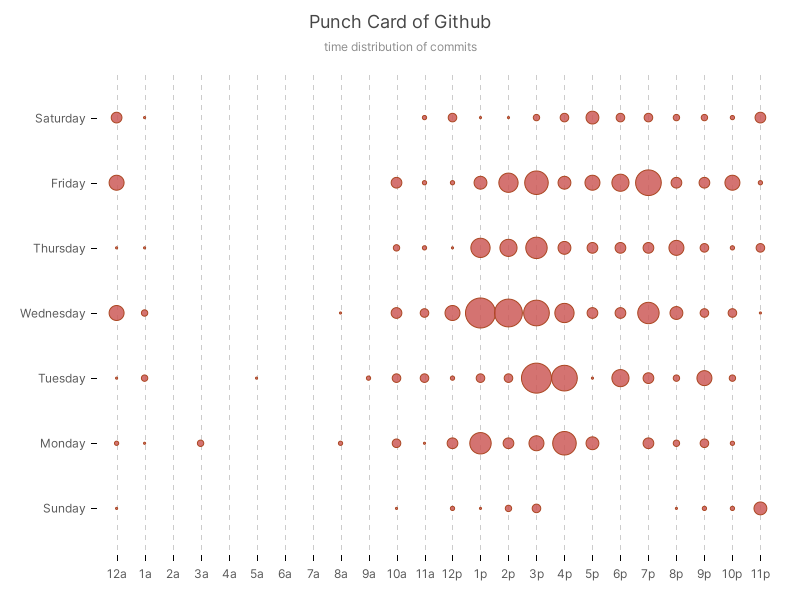 Punch Card of Github
time distribution of commits
Saturday
Friday
Thursday
Wednesday
Tuesday
Monday
Sunday
12a 1a 2a 3a 4a 5a 6a 7a 8a 9a 10a 11a 12p 1p 2p 3p 4p 5p 6p 7p 8p 9p 10p 11p